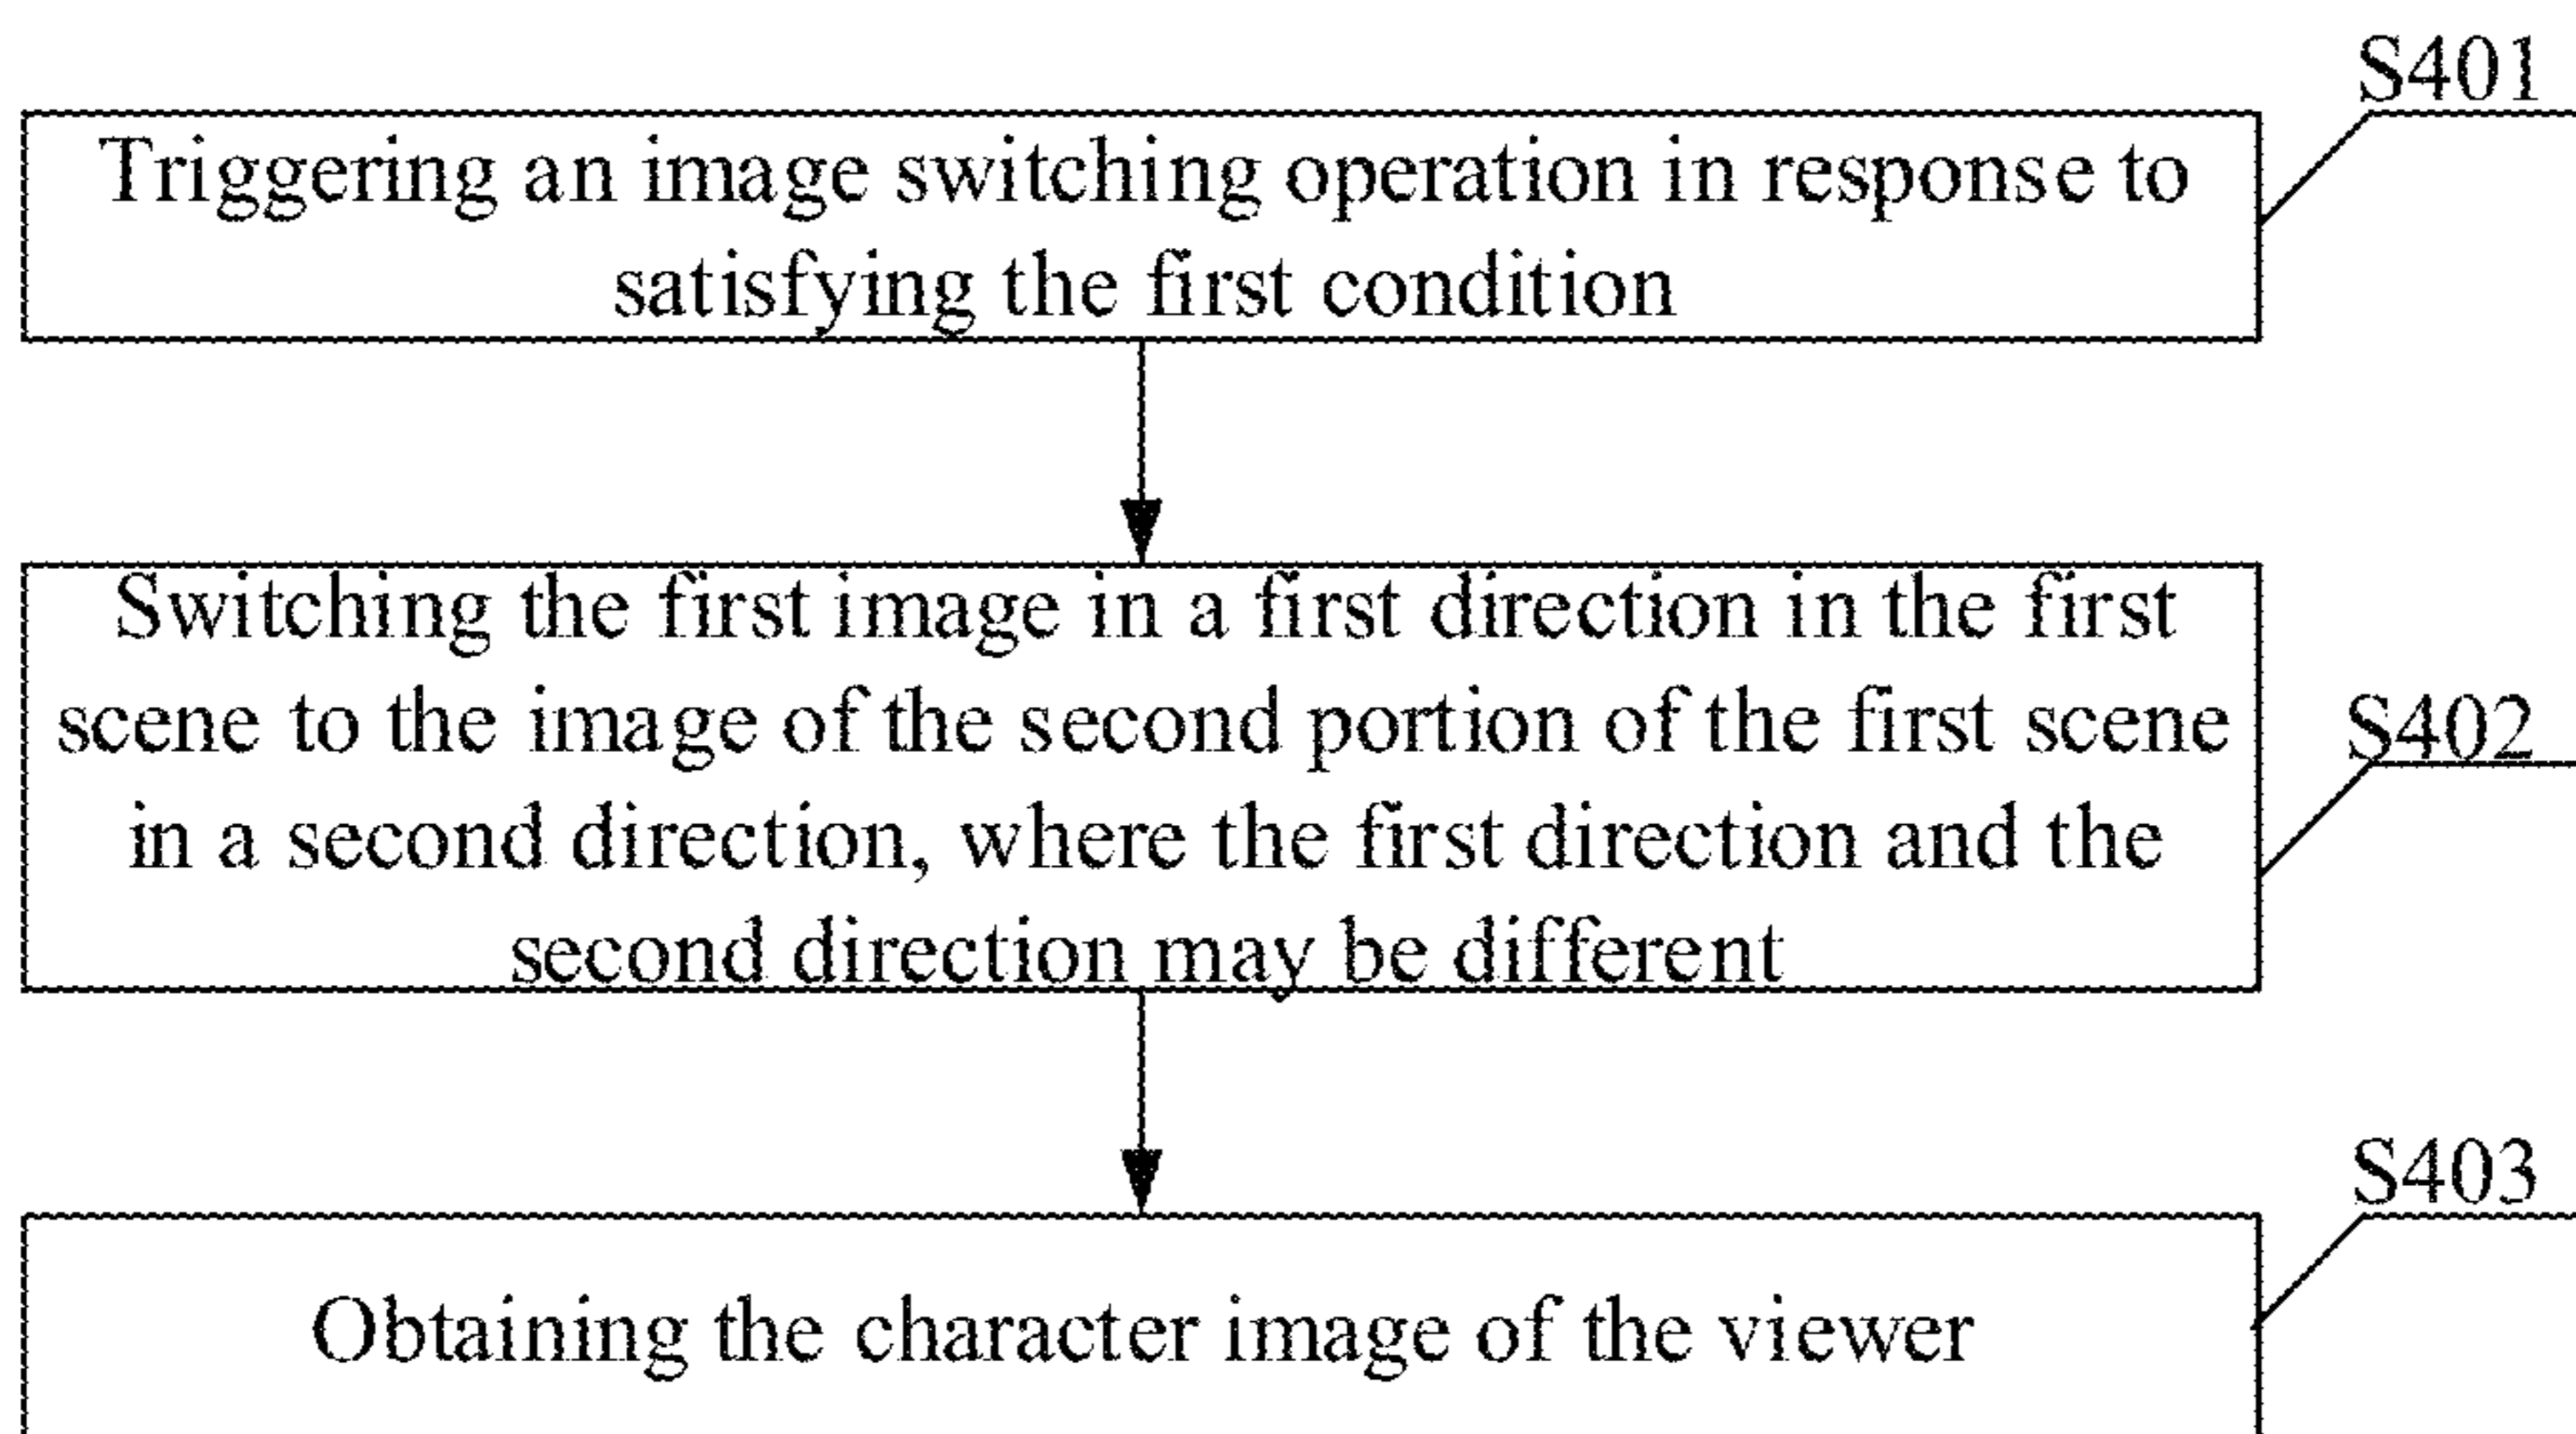 S401
Triggering an image switching operation in response to
satisfying the first condition
Switching the first image in a first direction in the first
scene to the image of the second portion of the first scene
S402
in a second direction, where the first direction and the
second direction may be different
S403
Obtaining the character image of the viewer